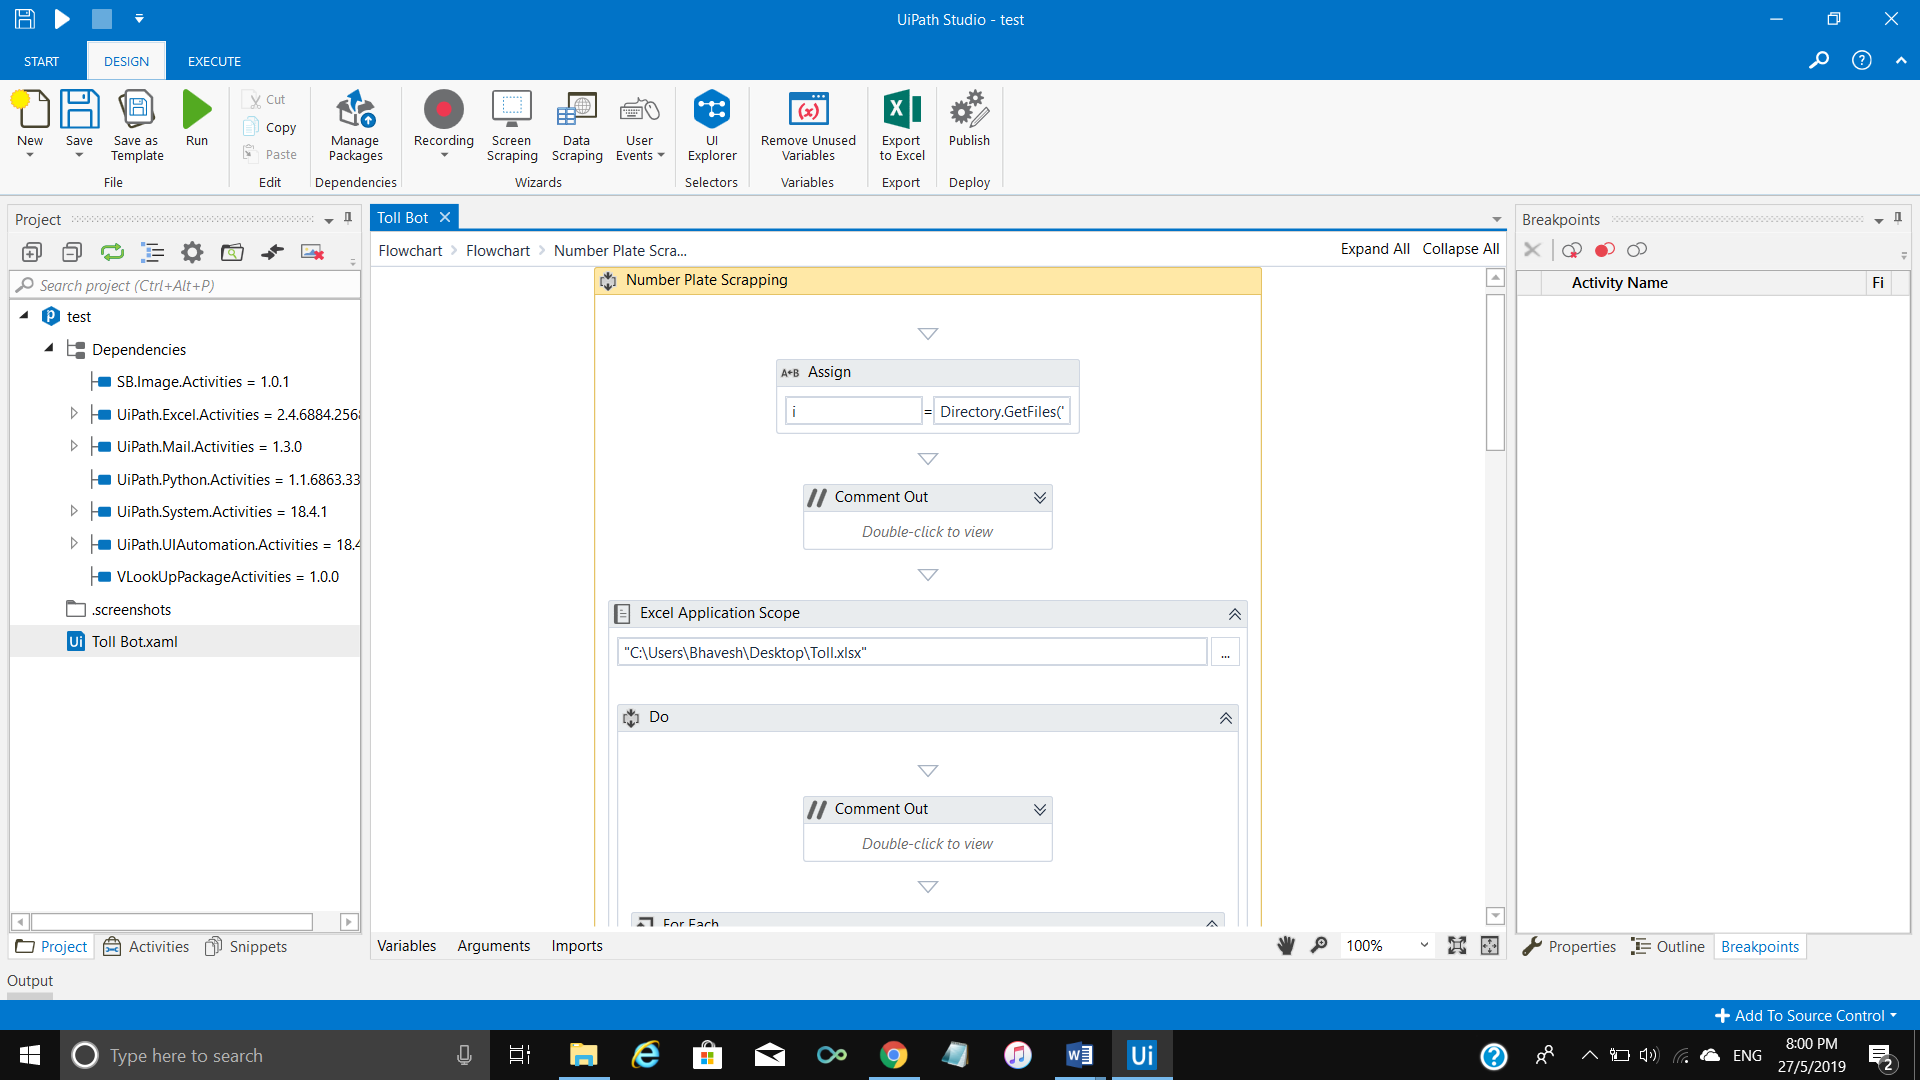 UiPath Studio - test
START DESIGN EXECUTE
New Save Save as Template Run
Cut
Copy
Paste
Manage Packages
Recording Screen Scraping Data Scraping User Events
UI Explorer
Remove Unused Variables
Export to Excel
Publish
File Edit Dependencies Wizards Selectors Variables Export Deploy
Project
Search project (Ctrl+Alt+P)
test
Dependencies
SB.Image.Activities = 1.0.1
UiPath.Excel.Activities = 2.4.6884.256
UiPath.Mail.Activities = 1.3.0
UiPath.Python.Activities = 1.1.6863.33
UiPath.System.Activities = 18.4.1
UiPath.UIAutomation.Activities = 18.4
VLookUpPackageActivities = 1.0.0
.screenshots
Ui Toll Bot.xaml
Project Activities Snippets
Output
Toll Bot
Flowchart Flowchart Number Plate Scra...
Expand All Collapse All
Number Plate Scrapping
A+B Assign
i = Directory.GetFiles('
// Comment Out
Double-click to view
Excel Application Scope
"C:\Users\Bhavesh\Desktop\Toll.xlsx" ...
Do
// Comment Out
Double-click to view
For Each
Variables Arguments Imports
100%
Breakpoints
Activity Name Fi
Properties Outline Breakpoints
Add To Source Control
Type here to search
Ui
ENG
8:00 PM
27/5/2019
2